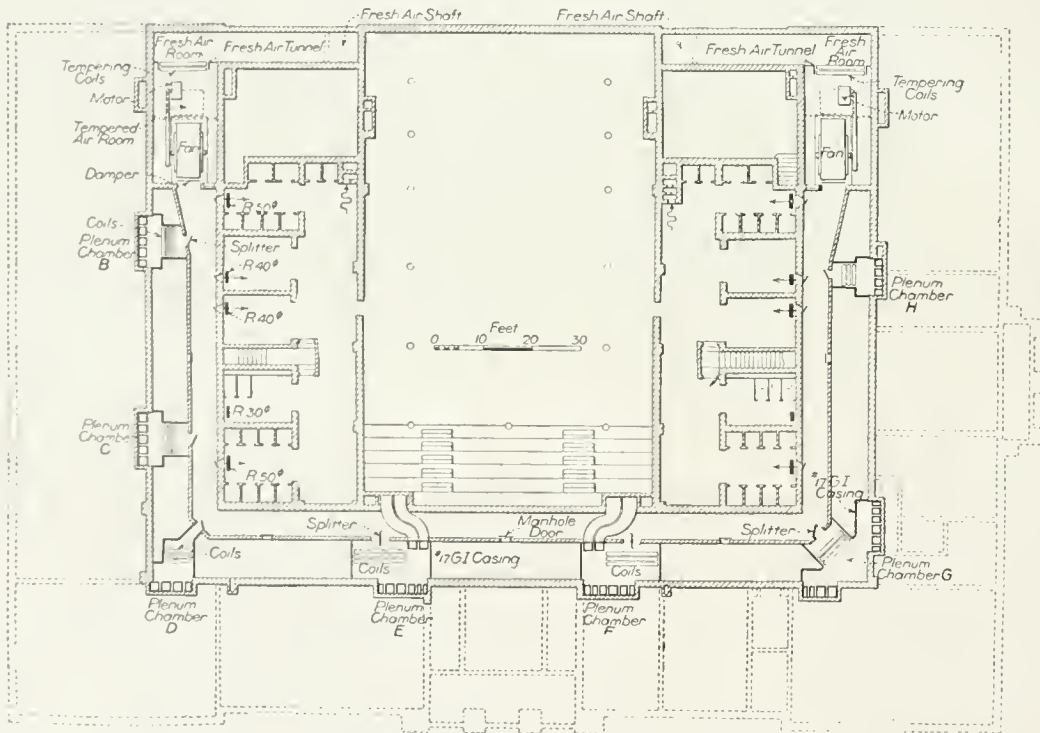 Fresh Air Shaft
Fresh Air Shaft
Fresh Air
Room
Fresh Air Tunnel
Fresh Air Tunnel
Fresh
Air
Room
Tempering
Coils
Motor
Tempered
Air Room
Fan
Damper
Tempering
Coils
Motor
Fan
Coils
Plenum
Chamber
B
R 50#
Splitter
R 40#
R 40#
Feet
0 10 20 30
Plenum
Chamber
H
Plenum
Chamber
C
R 30#
R 50#
#17 GI
Casing
Splitter
Manhole
Door
Splitter
Coils
Coils
#17 GI Casing
Coils
Plenum
Chamber G
Plenum
Chamber
D
Plenum
Chamber
E
Plenum
Chamber
F